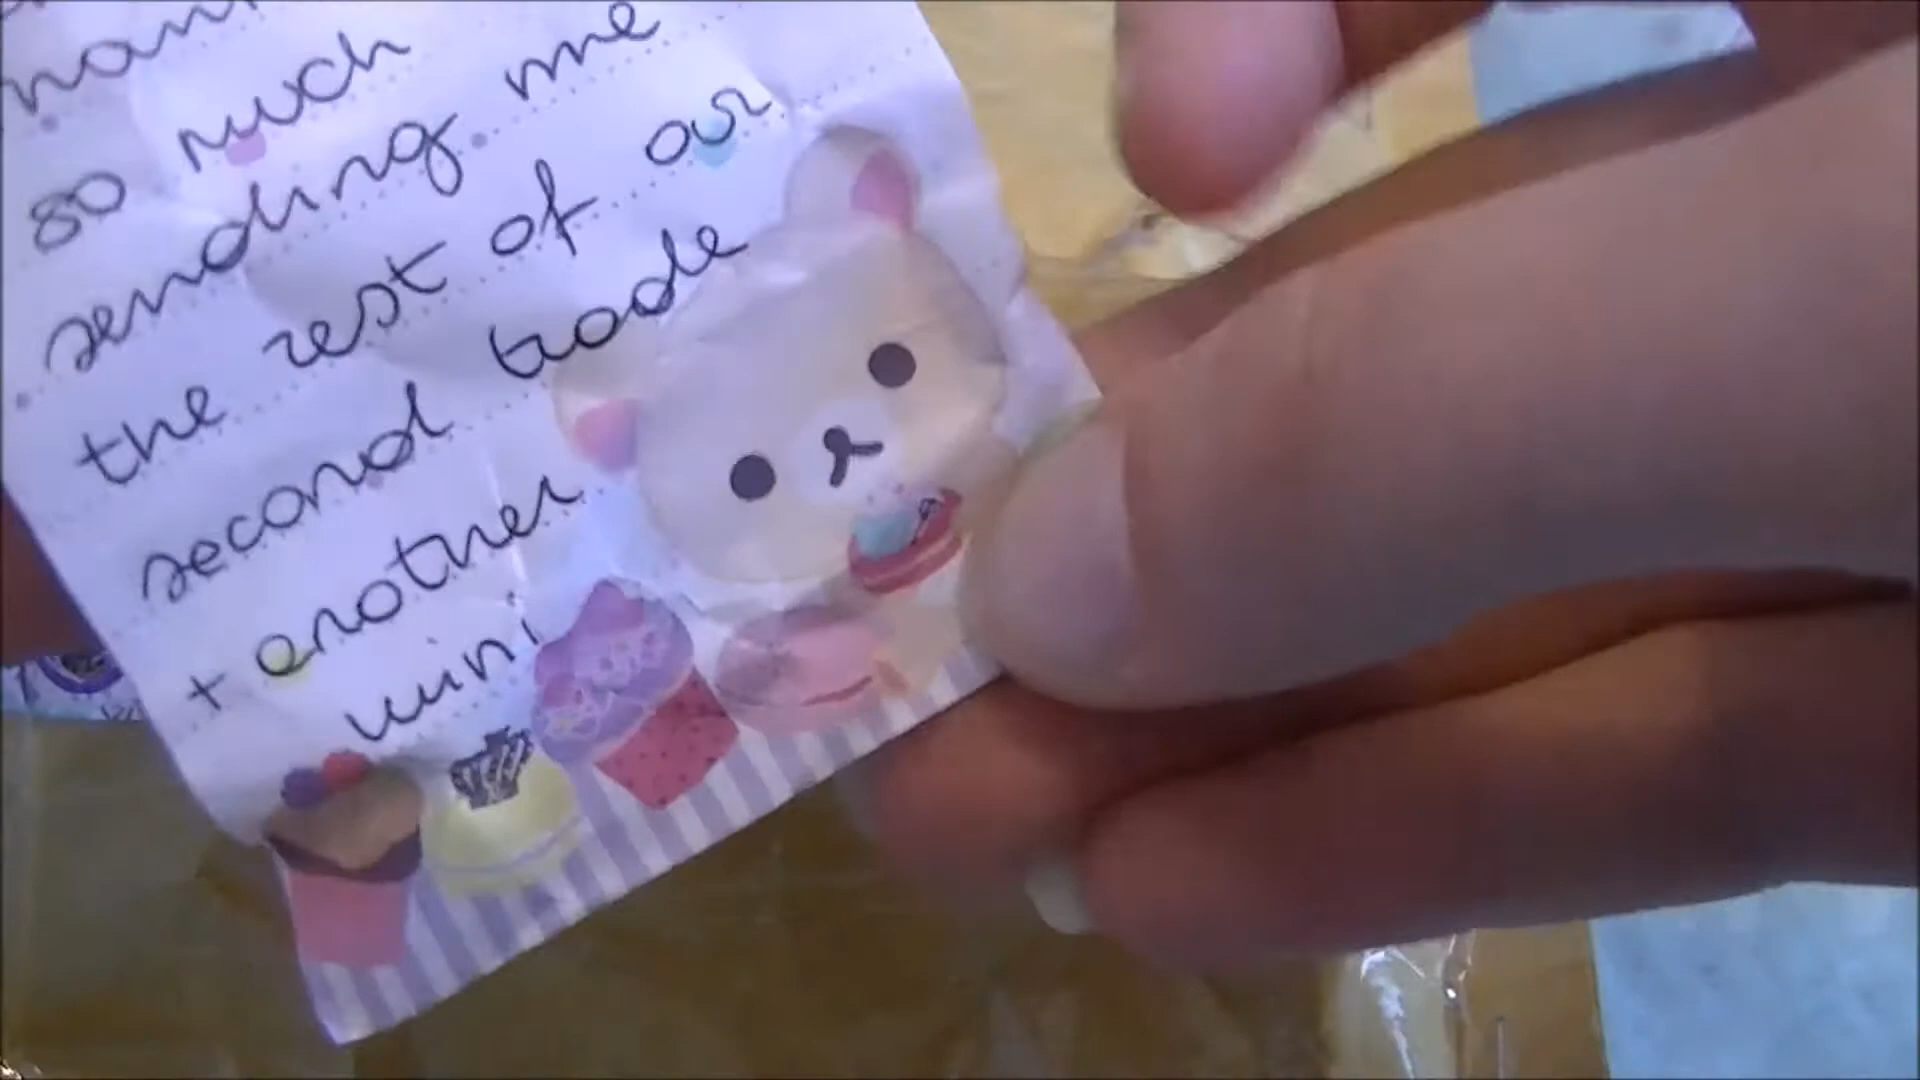 so much
sending me
the rest of our
second trade
+ another
mini